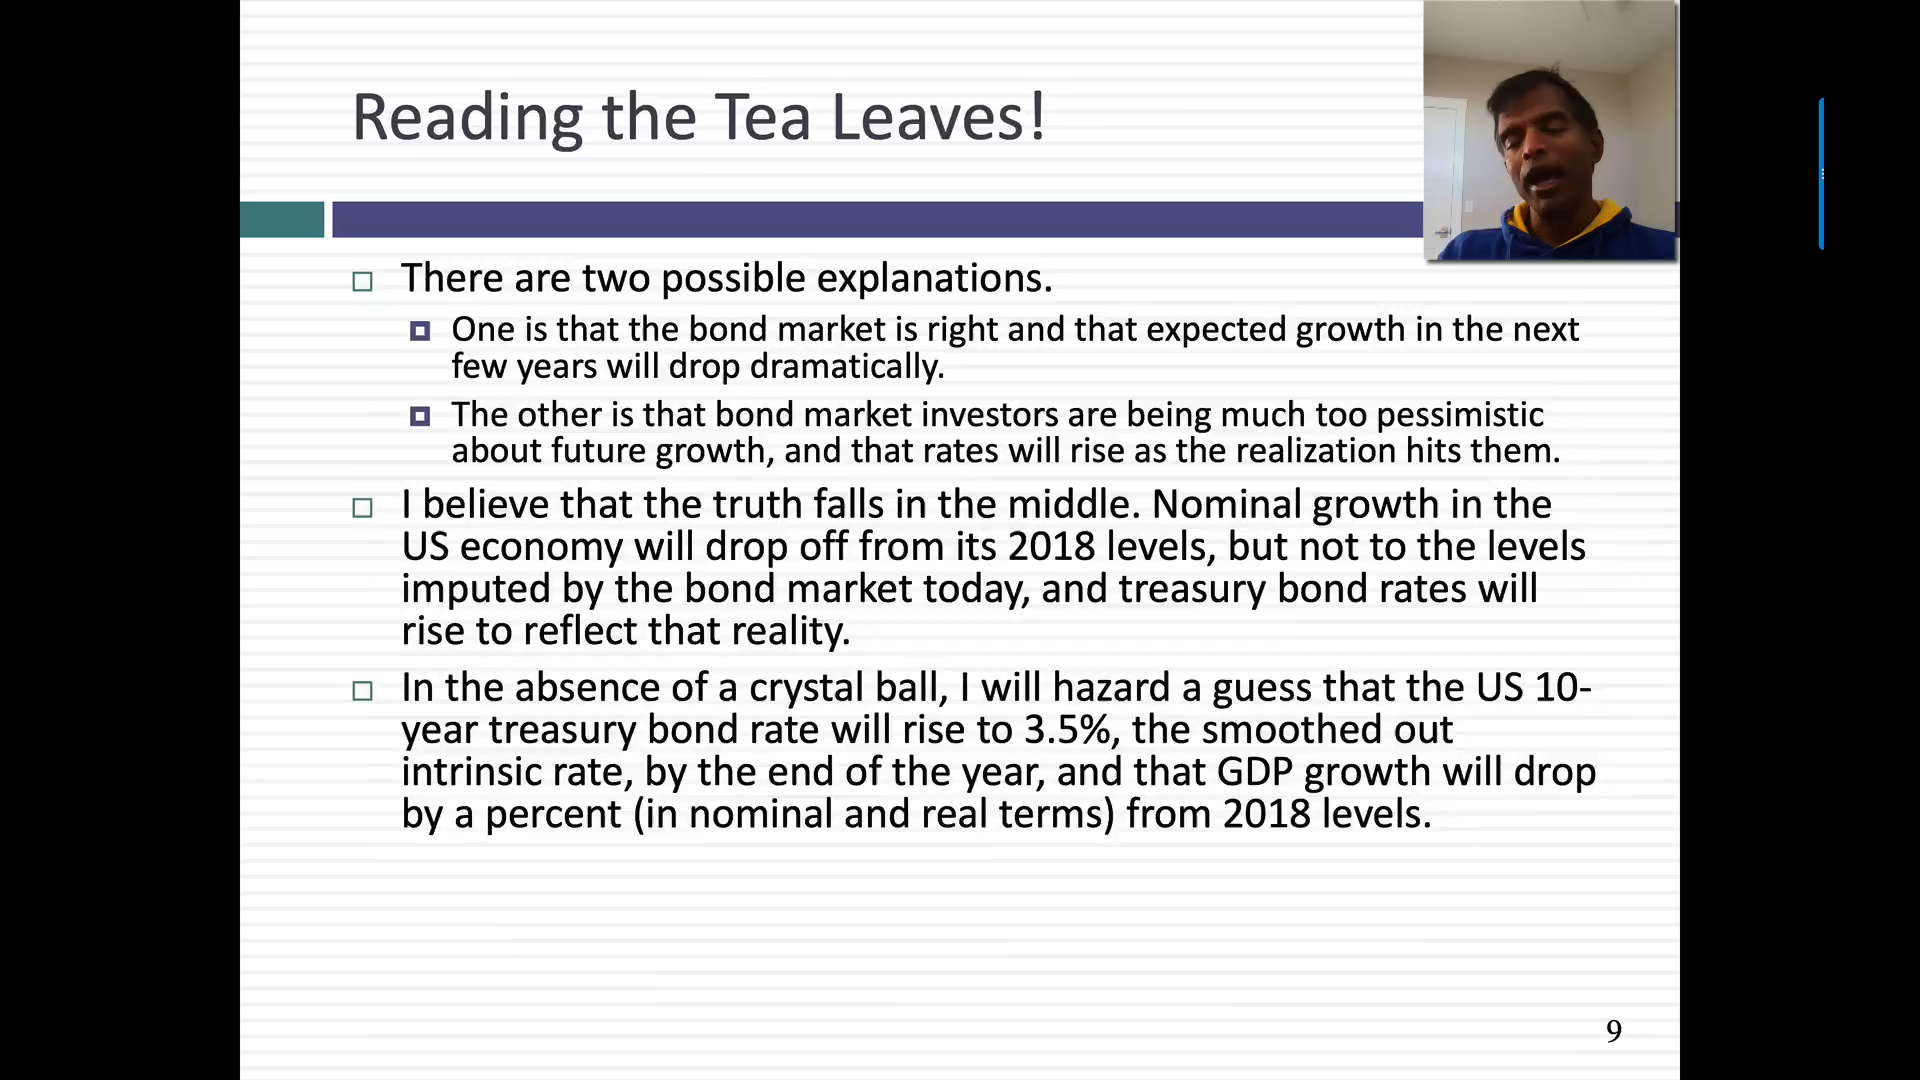 Reading the Tea Leaves!
There are two possible explanations.
One is that the bond market is right and that expected growth in the next
few years will drop dramatically.
The other is that bond market investors are being much too pessimistic
about future growth, and that rates will rise as the realization hits them.
I believe that the truth falls in the middle. Nominal growth in the
US economy will drop off from its 2018 levels, but not to the levels
imputed by the bond market today, and treasury bond rates will
rise to reflect that reality.
In the absence of a crystal ball, I will hazard a guess that the US 10-
year treasury bond rate will rise to 3.5%, the smoothed out
intrinsic rate, by the end of the year, and that GDP growth will drop
by a percent (in nominal and real terms) from 2018 levels.
9